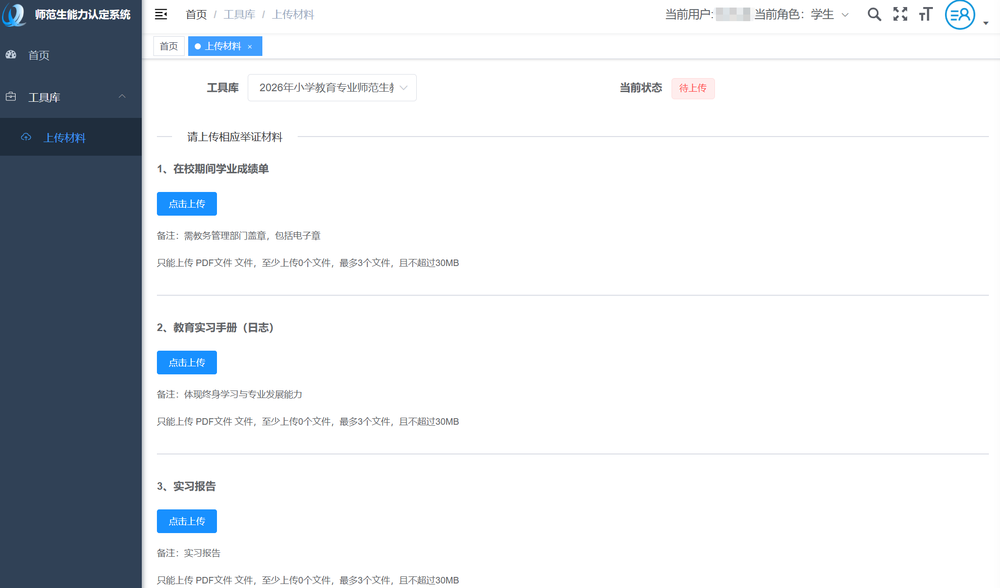 师范生能力认定系统
首页
工具库
上传材料
首页 / 工具库 / 上传材料
当前用户: 当前角色：学生
首页
上传材料 ×
工具库
2026年小学教育专业师范生
当前状态
待上传
请上传相应举证材料
1、在校期间学业成绩单
点击上传
备注：需教务管理部门盖章，包括电子章
只能上传 PDF文件 文件，至少上传0个文件，最多3个文件，且不超过30MB
2、教育实习手册（日志）
点击上传
备注：体现终身学习与专业发展能力
只能上传 PDF文件 文件，至少上传0个文件，最多3个文件，且不超过30MB
3、实习报告
点击上传
备注：实习报告
只能上传 PDF文件 文件，至少上传0个文件，最多3个文件，且不超过30MB